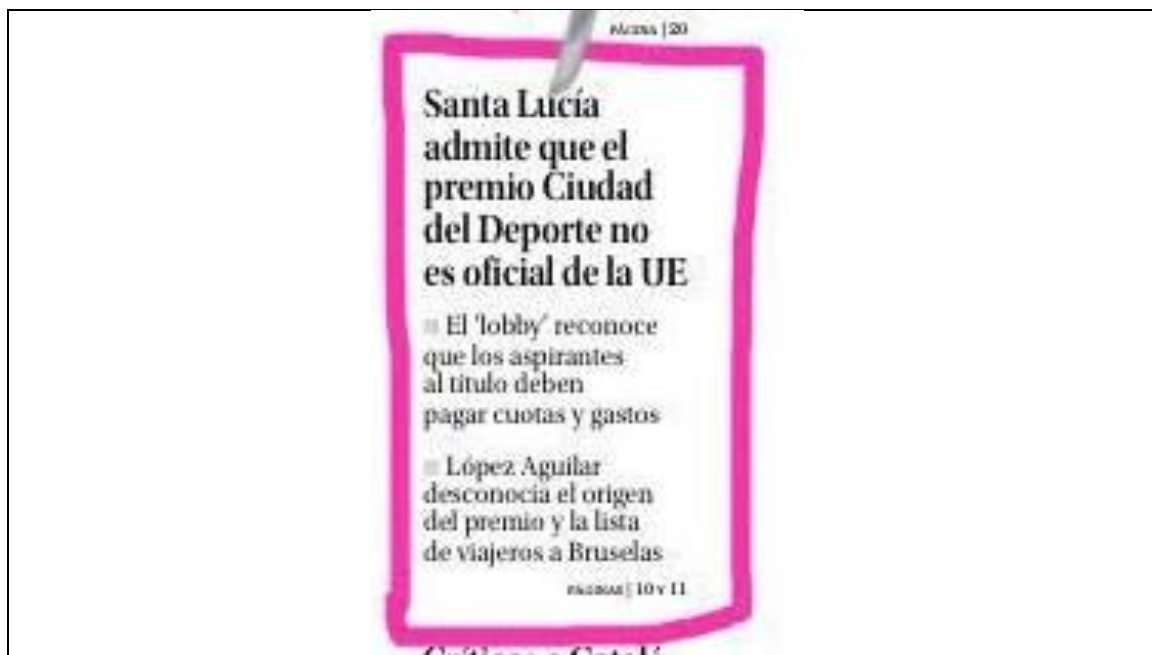 PÁGINA | 20
Santa Lucía
admite que el
premio Ciudad
del Deporte no
es oficial de la UE
El 'lobby' reconoce
que los aspirantes
al título deben
pagar cuotas y gastos
López Aguilar
desconocía el origen
del premio y la lista
de viajeros a Bruselas
PÁGINAS | 10 Y 11